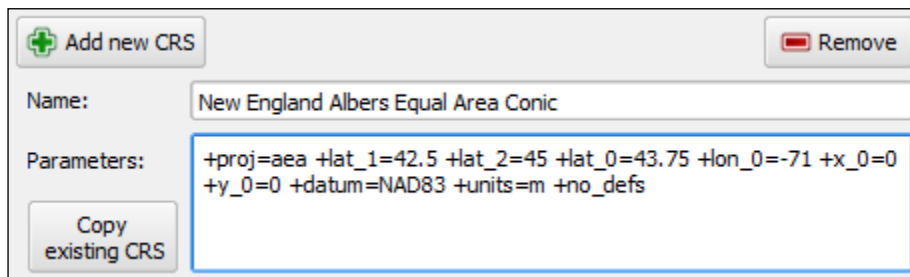 Add new CRS
Remove
Name:
New England Albers Equal Area Conic
Parameters:
+proj=aea +lat_1=42.5 +lat_2=45 +lat_0=43.75 +lon_0=-71 +x_0=0
+y_0=0 +datum=NAD83 +units=m +no_defs
Copy
existing CRS